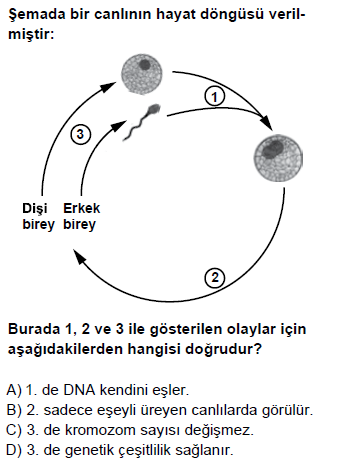 Şemada bir canlının hayat döngüsü veril-
miştir:
1
3
Dişi Erkek
birey birey
2
Burada 1, 2 ve 3 ile gösterilen olaylar için
aşağıdakilerden hangisi doğrudur?
A) 1. de DNA kendini eşler.
B) 2. sadece eşeyli üreyen canlılarda görülür.
C) 3. de kromozom sayısı değişmez.
D) 3. de genetik çeşitlilik sağlanır.